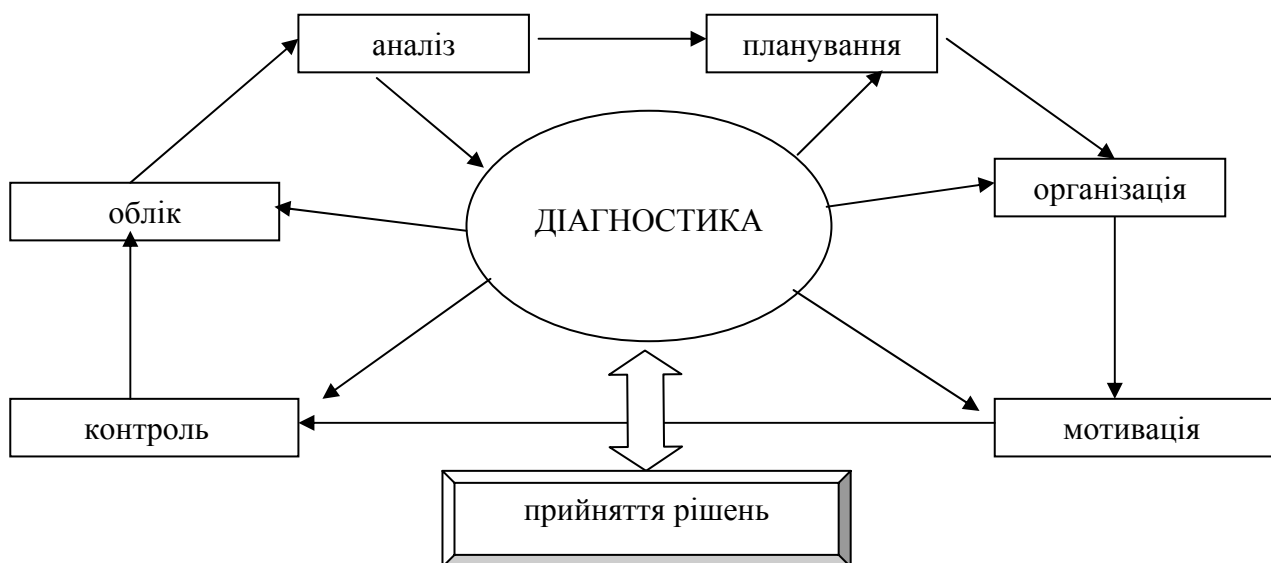 аналіз
планування
облік
ДІАГНОСТИКА
організація
контроль
мотивація
прийняття рішень